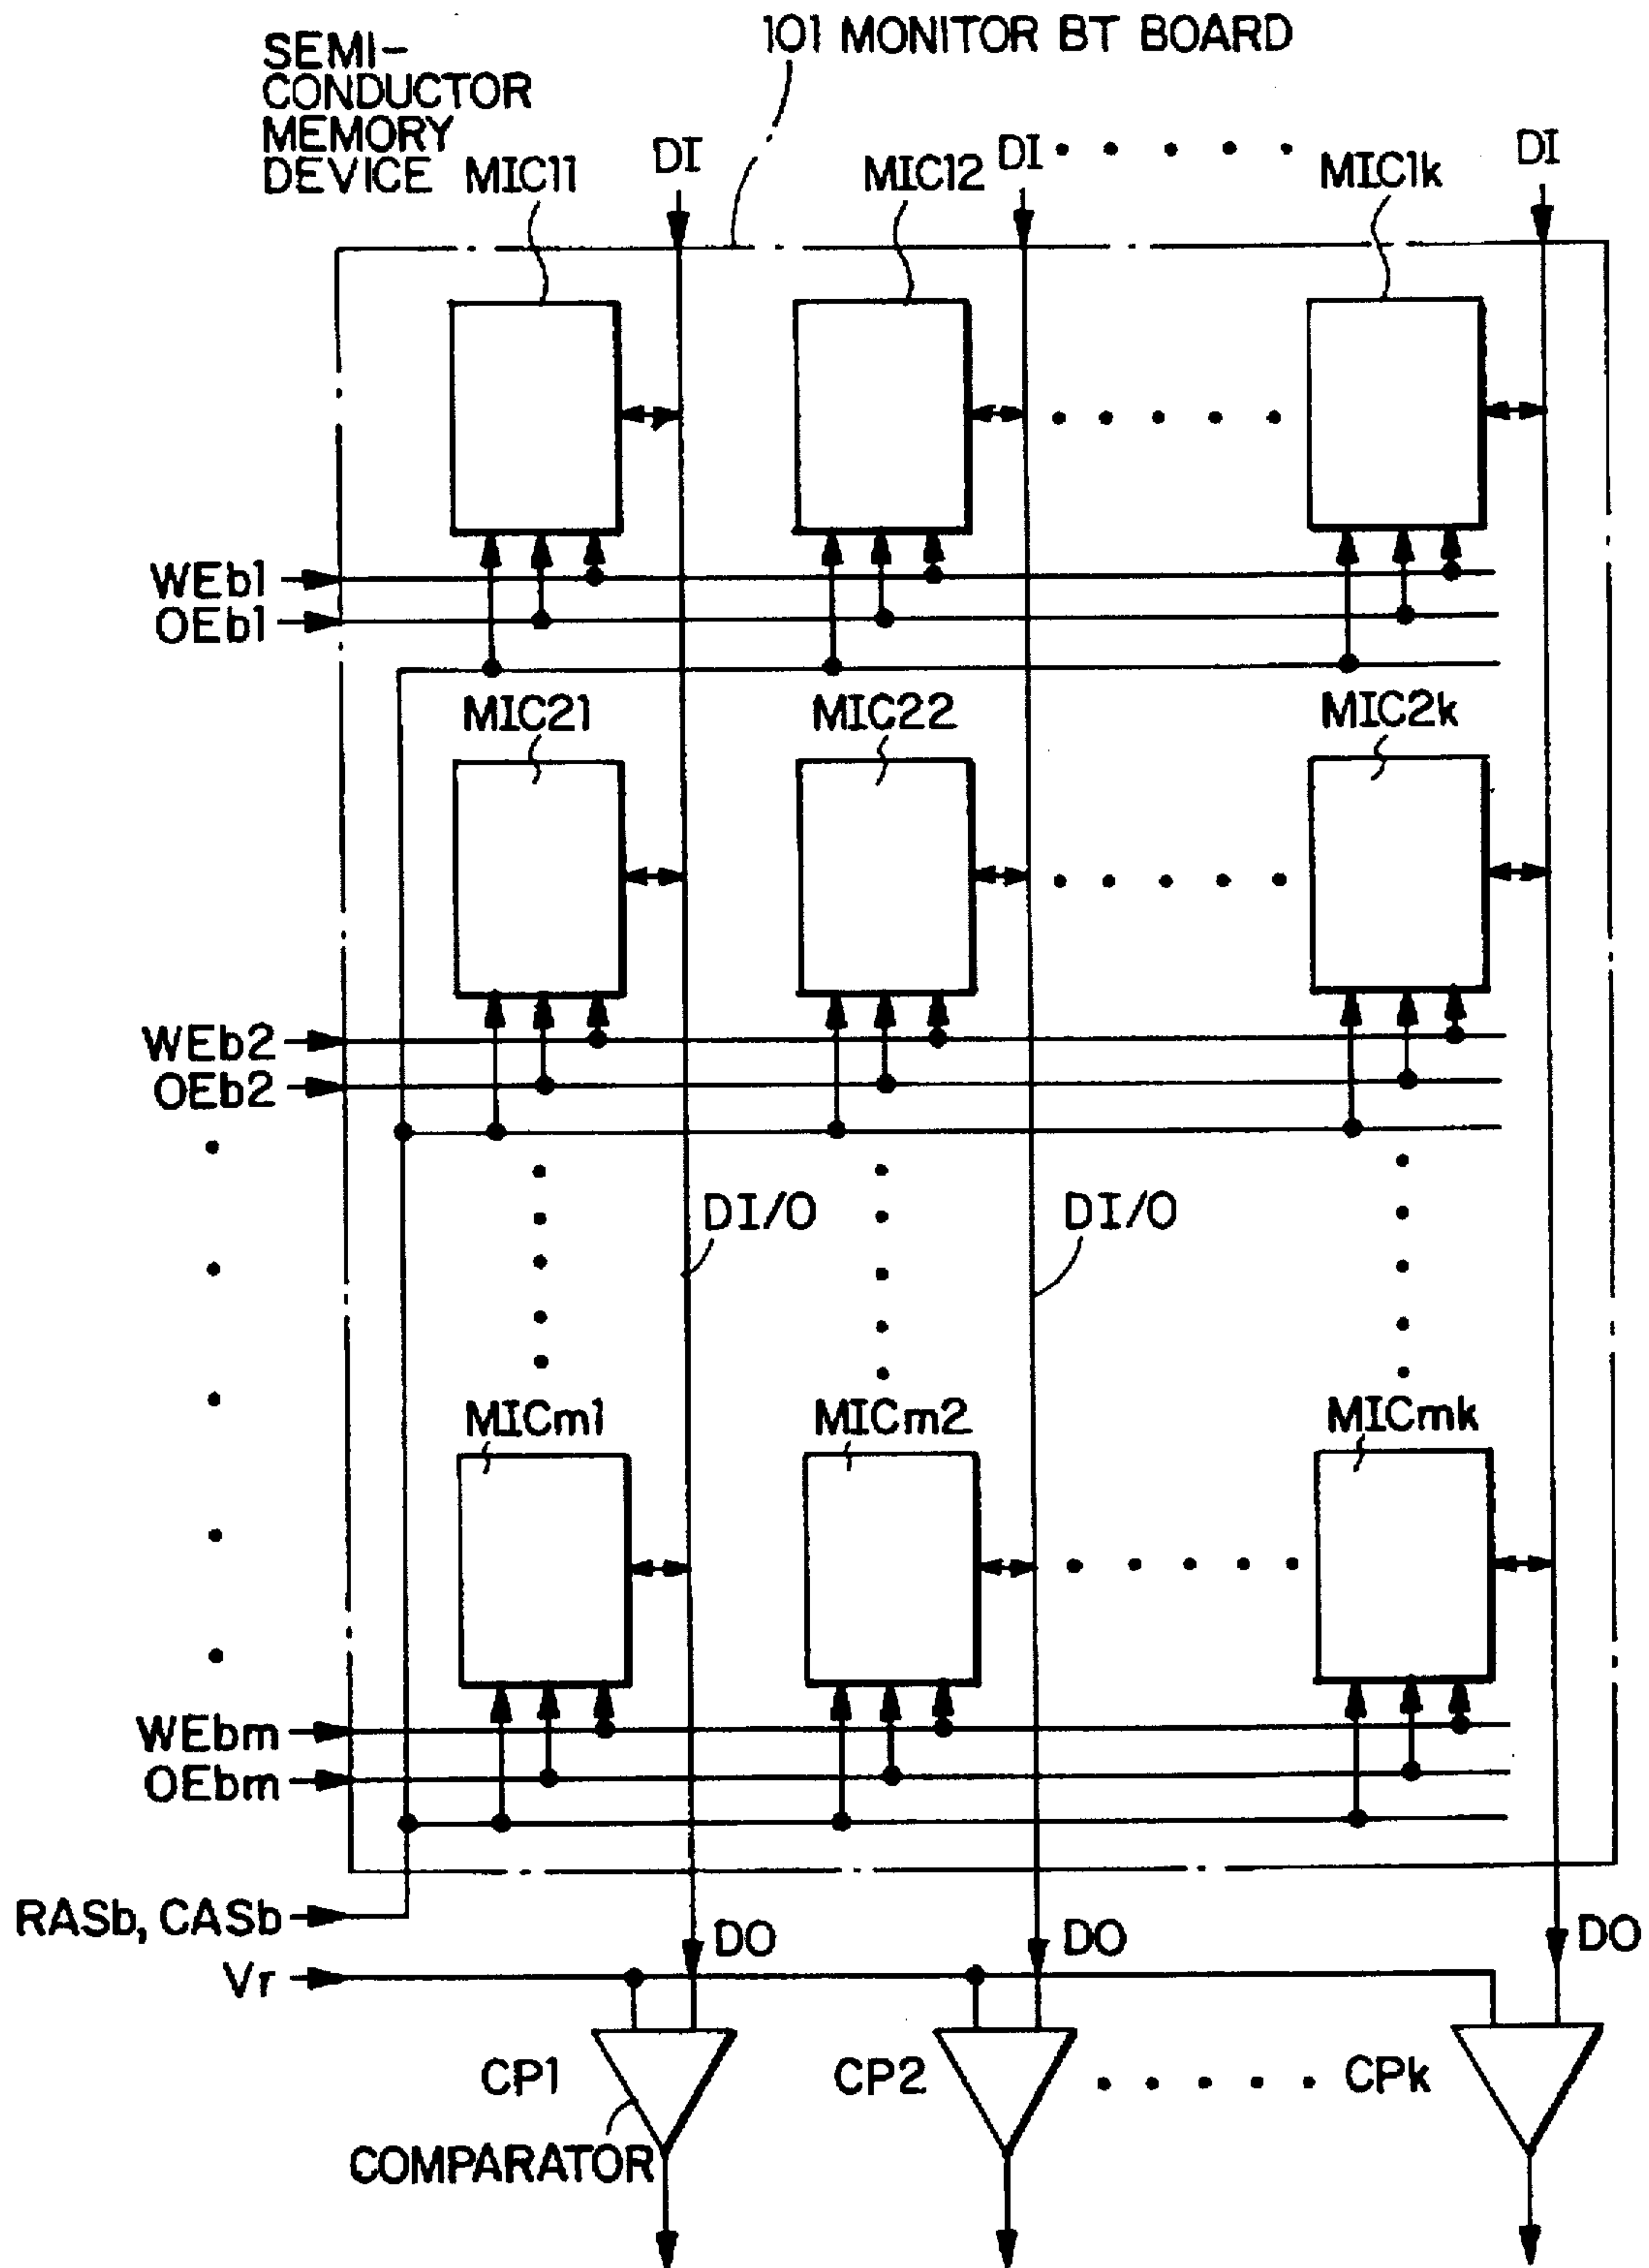 101 MONITOR BT BOARD
SEMI-
CONDUCTOR
MEMORY
DEVICE
MIC11
DI
MIC12
DI
MIC1k
DI
WEb1
OEb1
MIC21
MIC22
MIC2k
WEb2
OEb2
DI/O
DI/O
MICm1
MICm2
MICmk
WEbm
OEbm
RASb, CASb
DO
DO
DO
Vr
CP1
CP2
CPk
COMPARATOR